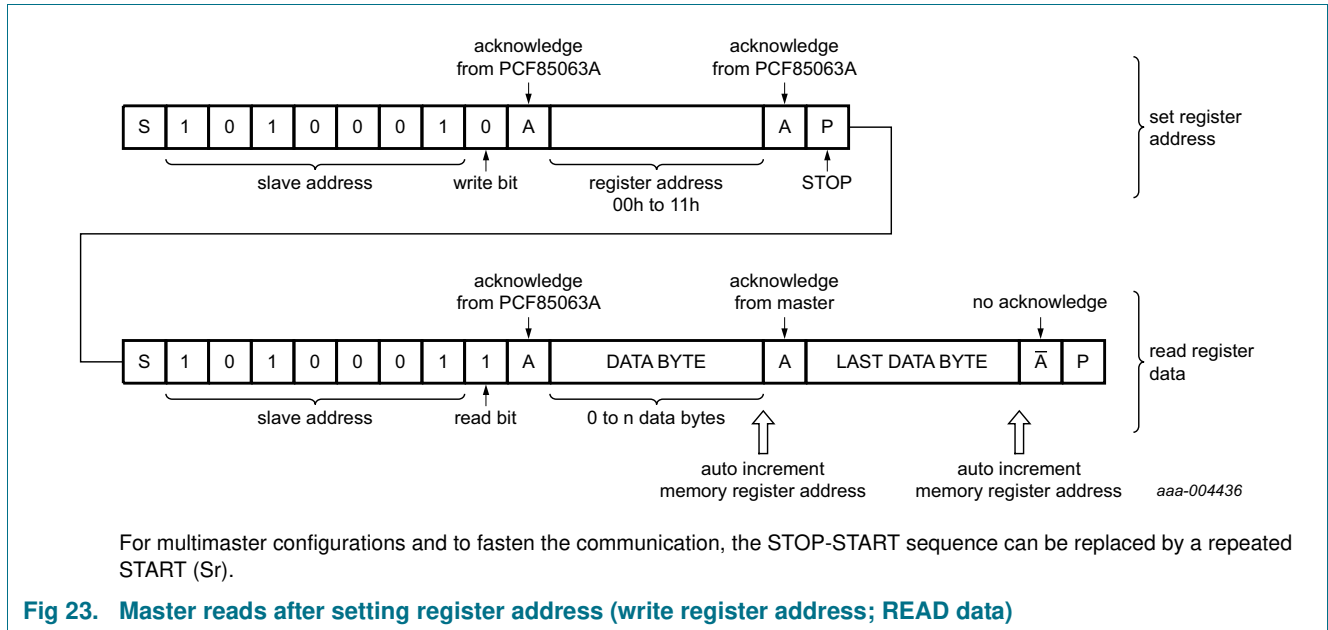 acknowledge
from PCF85063A
acknowledge
from PCF85063A
S 1 0 1 0 0 0 1 0 A A P
set register
address
slave address
write bit
register address
00h to 11h
STOP
acknowledge
from PCF85063A
acknowledge
from master
no acknowledge
S 1 0 1 0 0 0 1 1 A DATA BYTE A LAST DATA BYTE A̅ P
read register
data
slave address
read bit
0 to n data bytes
auto increment
memory register address
auto increment
memory register address
aaa-004436
For multimaster configurations and to fasten the communication, the STOP-START sequence can be replaced by a repeated
START (Sr).
Fig 23. Master reads after setting register address (write register address; READ data)